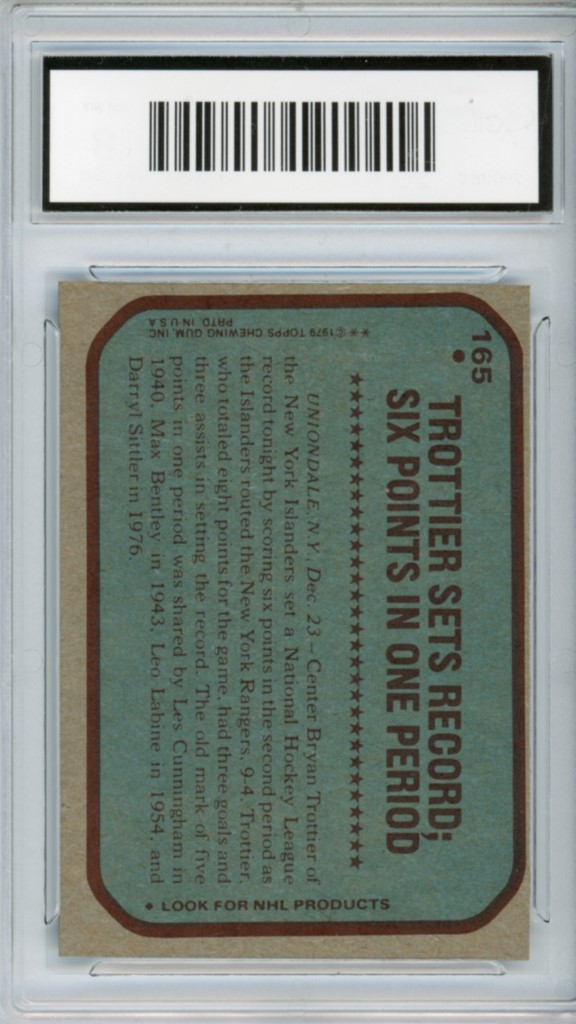 165
TROTTIER SETS RECORD;
SIX POINTS IN ONE PERIOD
★★★★★★★★★★★★★★★★★★★★★★★★★★★★★★
UNIONDALE, N.Y., Dec. 23—Center Bryan Trottier of
the New York Islanders set a National Hockey League
record tonight by scoring six points in the second period as
the Islanders routed the New York Rangers, 9-4. Trottier,
who totaled eight points for the game, had three goals and
three assists in setting the record. The old mark of five
points in one period was shared by Les Cunningham in
1940, Max Bentley in 1943, Leo Labine in 1954, and
Darryl Sittler in 1976.
• LOOK FOR NHL PRODUCTS
**©1979 TOPPS CHEWING GUM, INC
PRTD. IN U.S.A.